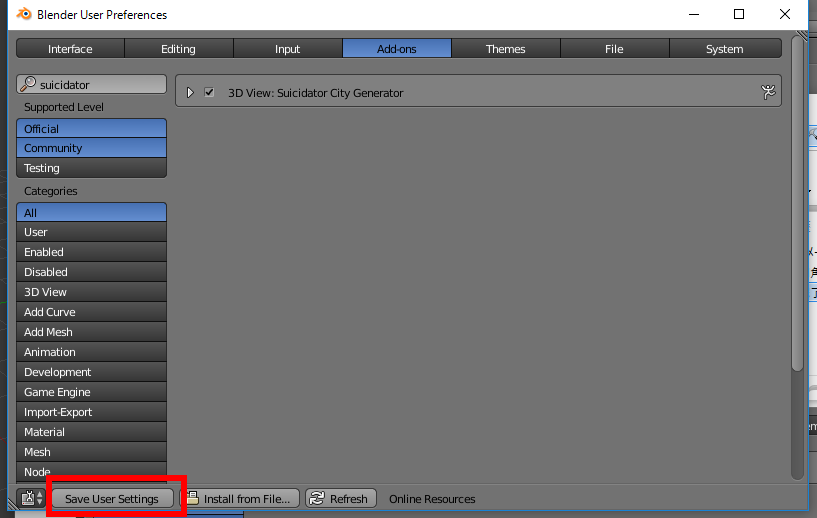 Blender User Preferences
Interface Editing Input Add-ons Themes File System
suicidator
3D View: Suicidator City Generator
Supported Level
Official
Community
Testing
Categories
All
User
Enabled
Disabled
3D View
Add Curve
Add Mesh
Animation
Development
Game Engine
Import-Export
Material
Mesh
Node
Save User Settings Install from File... Refresh Online Resources